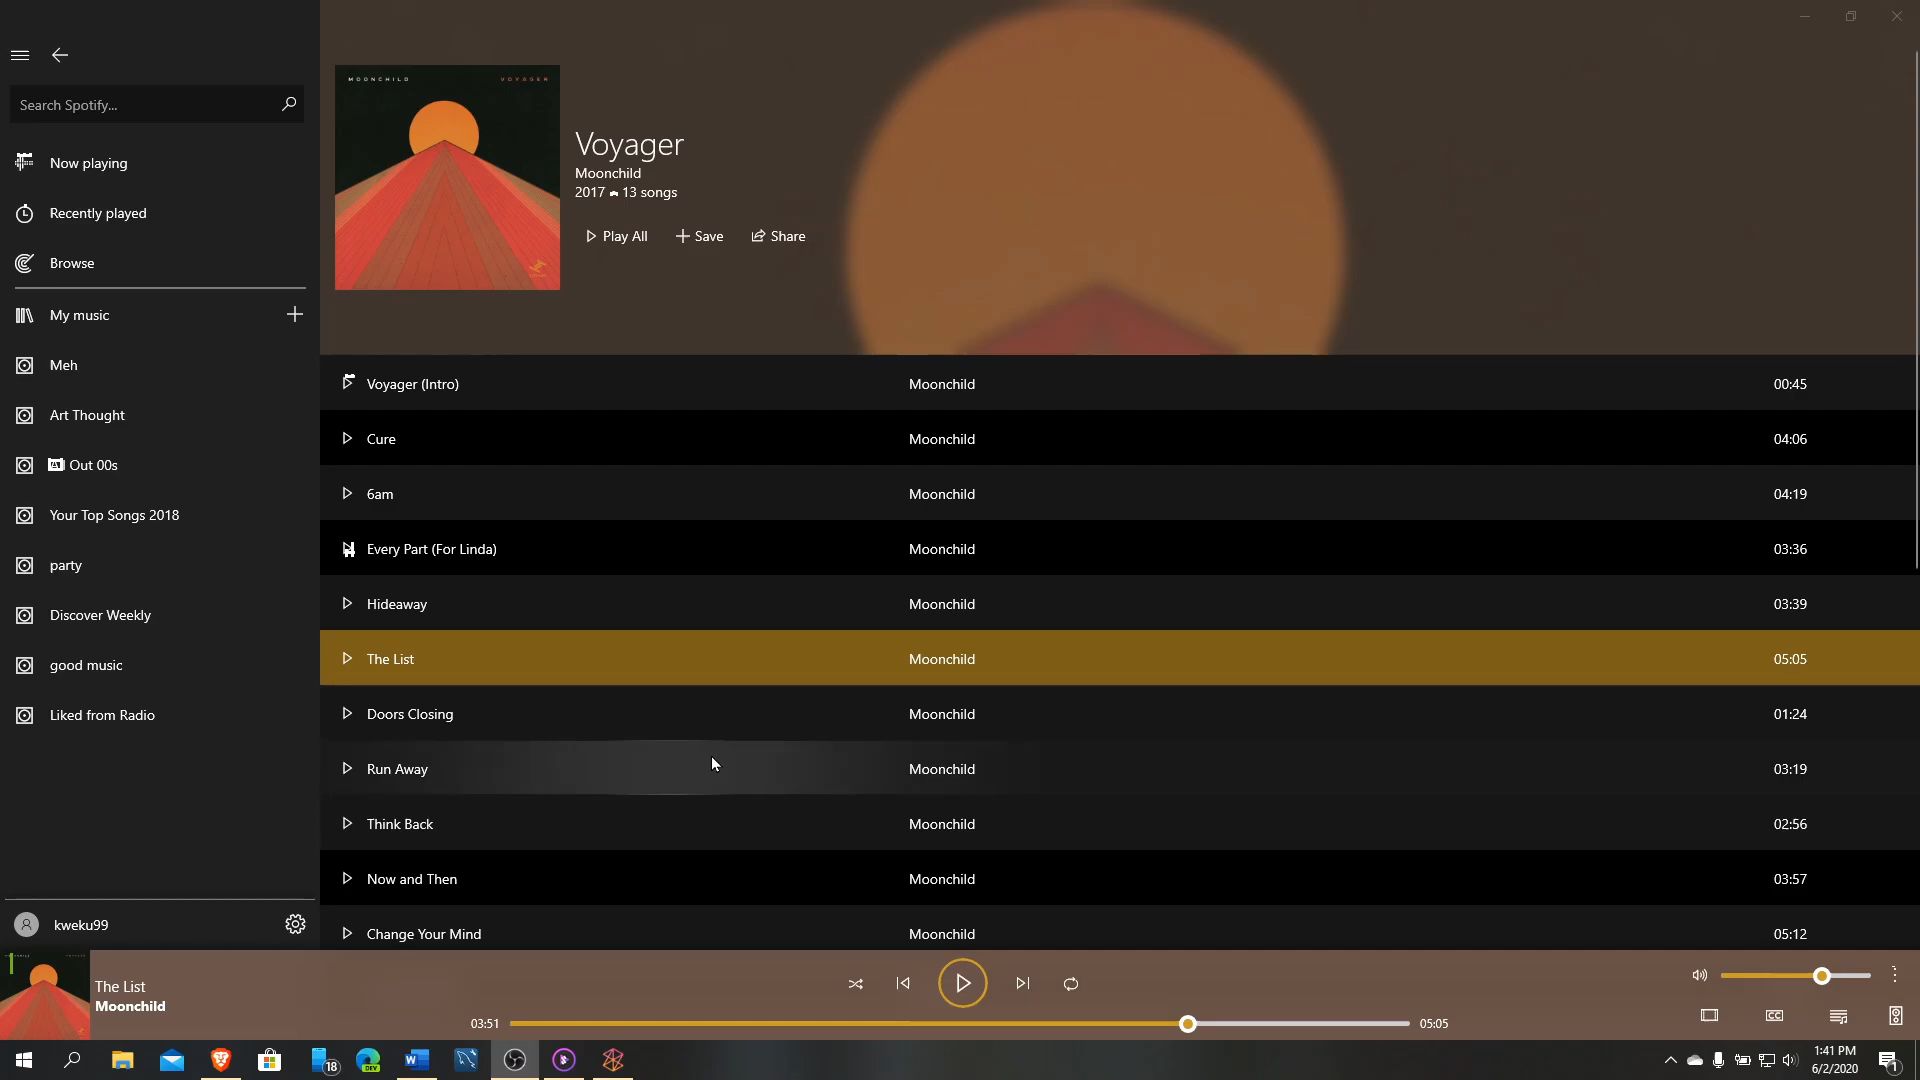 Search Spotify...
Now playing
Recently played
Browse
My music
Meh
Art Thought
Out 00s
Your Top Songs 2018
party
Discover Weekly
good music
Liked from Radio
kweku99
MOONCHILD VOYAGER
Voyager
Moonchild
2017 13 songs
Play All Save Share
Voyager (Intro) Moonchild 00:45
Cure Moonchild 04:06
6am Moonchild 04:19
Every Part (For Linda) Moonchild 03:36
Hideaway Moonchild 03:39
The List Moonchild 05:05
Doors Closing Moonchild 01:24
Run Away Moonchild 03:19
Think Back Moonchild 02:56
Now and Then Moonchild 03:57
Change Your Mind Moonchild 05:12
The List
Moonchild
03:51 05:05
CC
18
DEV
W
1:41 PM
6/2/2020
1